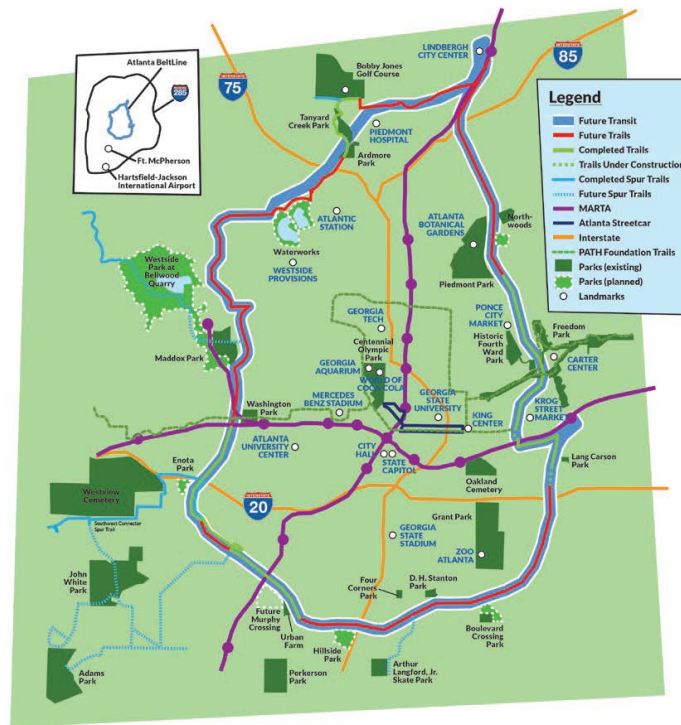 Atlanta BeltLine
INTERSTATE
285
Ft. McPherson
Hartsfield-Jackson
International Airport
INTERSTATE
75
LINDBERGH
CITY CENTER
INTERSTATE
85
Bobby Jones
Golf Course
Tanyard
Creek Park
PIEDMONT
HOSPITAL
Ardmore
Park
Legend
Future Transit
Future Trails
Completed Trails
Trails Under Construction
Completed Spur Trails
Future Spur Trails
MARTA
Atlanta Streetcar
Interstate
PATH Foundation Trails
Parks (existing)
Parks (planned)
Landmarks
ATLANTIC
STATION
ATLANTA
BOTANICAL
GARDENS
North-
woods
Waterworks
WESTSIDE
PROVISIONS
Westside
Park at
Bellwood
Quarry
Piedmont Park
PONCE
CITY
MARKET
GEORGIA
TECH
Freedom
Park
Historic
Fourth
Ward
Park
CARTER
CENTER
Centennial
Olympic
Park
Maddox Park
GEORGIA
AQUARIUM
WORLD OF
COCA-COLA
Washington
Park
MERCEDES
BENZ STADIUM
GEORGIA
STATE
UNIVERSITY
KING
CENTER
KROG
STREET
MARKET
Enota
Park
ATLANTA
UNIVERSITY
CENTER
CITY
HALL
STATE
CAPITOL
Lang Carson
Park
Westview
Cemetery
Oakland
Cemetery
INTERSTATE
20
Southwest Connector
Spur Trail
Grant Park
GEORGIA
STATE
STADIUM
ZOO
ATLANTA
John
White
Park
Four
Corners
Park
D. H. Stanton
Park
Future
Murphy
Crossing
Urban
Farm
Boulevard
Crossing
Park
Hillside
Park
Adams
Park
Perkerson
Park
Arthur
Langford, Jr.
Skate Park